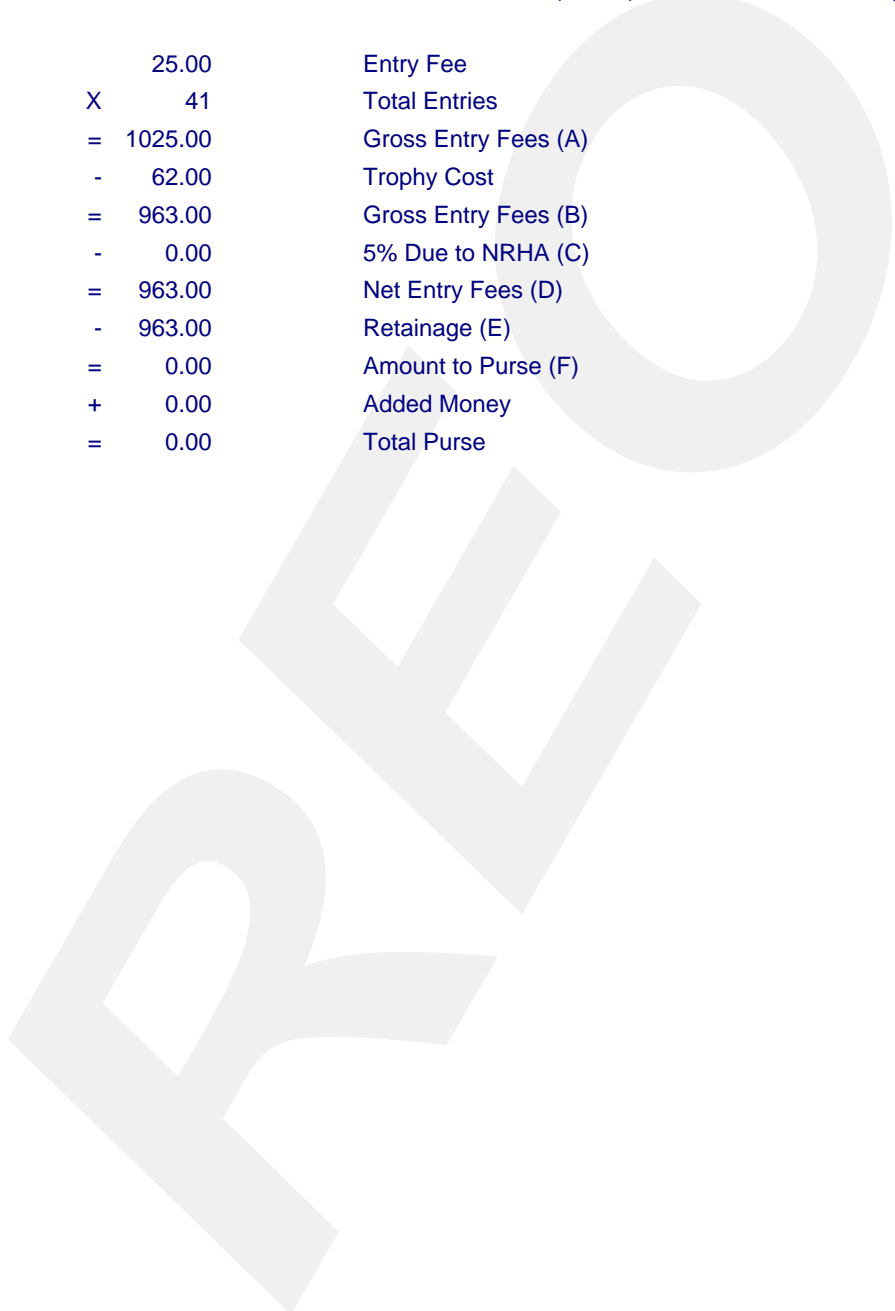 25.00 Entry Fee
X 41 Total Entries
= 1025.00 Gross Entry Fees (A)
- 62.00 Trophy Cost
= 963.00 Gross Entry Fees (B)
- 0.00 5% Due to NRHA (C)
= 963.00 Net Entry Fees (D)
- 963.00 Retainage (E)
= 0.00 Amount to Purse (F)
+ 0.00 Added Money
= 0.00 Total Purse
REO